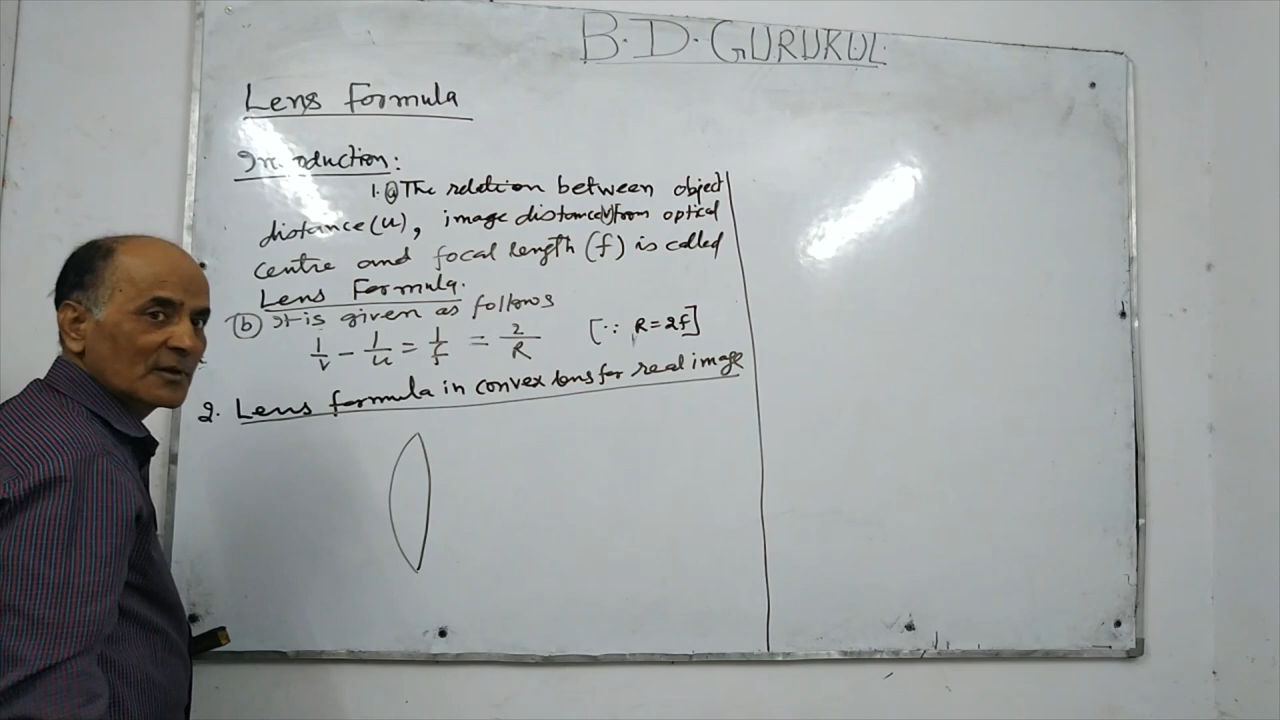 B.D. GURUKUL
Lens Formula
Introduction:
1. (a) The relation between object
distance (u), image distance(v) from optical
centre and focal length (f) is called
Lens Formula.
(b) It is given as follows
1/v - 1/u = 1/f = 2/R [∵ R = 2f]
2. Lens formula in convex lens for real image